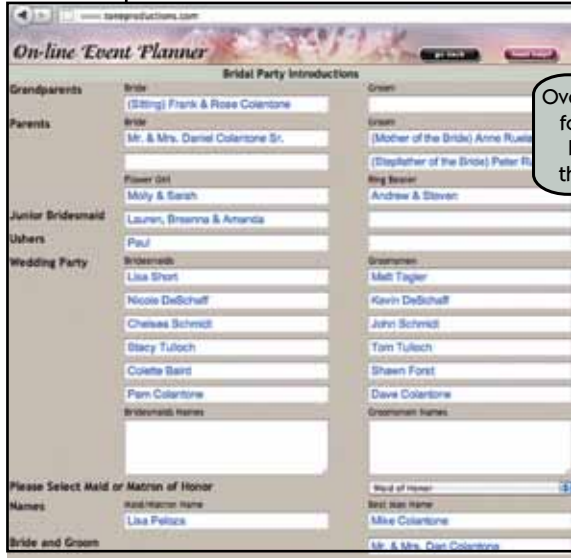 toneproductions.com
On-line Event Planner
go back
Bridal Party Introductions
Grandparents Bride Groom
(Sitting) Frank & Rose Colantone
Parents Bride Groom
Mr. & Mrs. Daniel Colantone Sr. (Mother of the Bride) Anne
(Stepfather of the Bride) Peter
Flower Girl Ring Bearer
Molly & Sarah Andrew & Steven
Junior Bridesmaid Lauren, Breanna & Amanda
Ushers Paul
Wedding Party Bridesmaids Groomsmen
Lisa Short Matt Tagler
Nicole DeSchaff Kevin DeSchaff
Chelsea Schmidt John Schmidt
Stacy Tulloch Tom Tulloch
Colette Baird Shawn Forst
Pam Colantone Dave Colantone
Bridesmaids Names Groomsmen Names
Please Select Maid or Matron of Honor Maid of Honor
Names Maid/Matron Name Best Man Name
Lisa Peloza Mike Colantone
Bride and Groom Mr. & Mrs. Dan Colantone